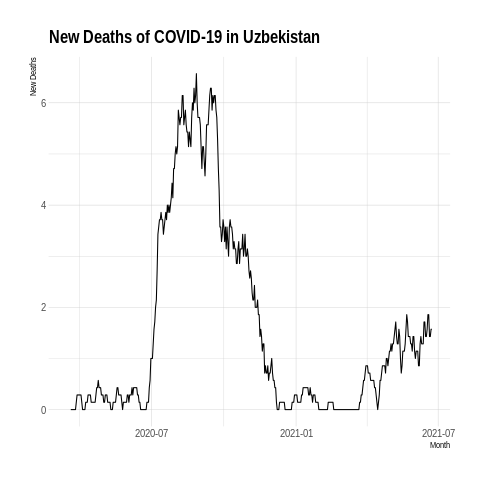 New Deaths of COVID-19 in Uzbekistan
New Deaths
6
4
2
0
2020-07
2021-01
2021-07
Month